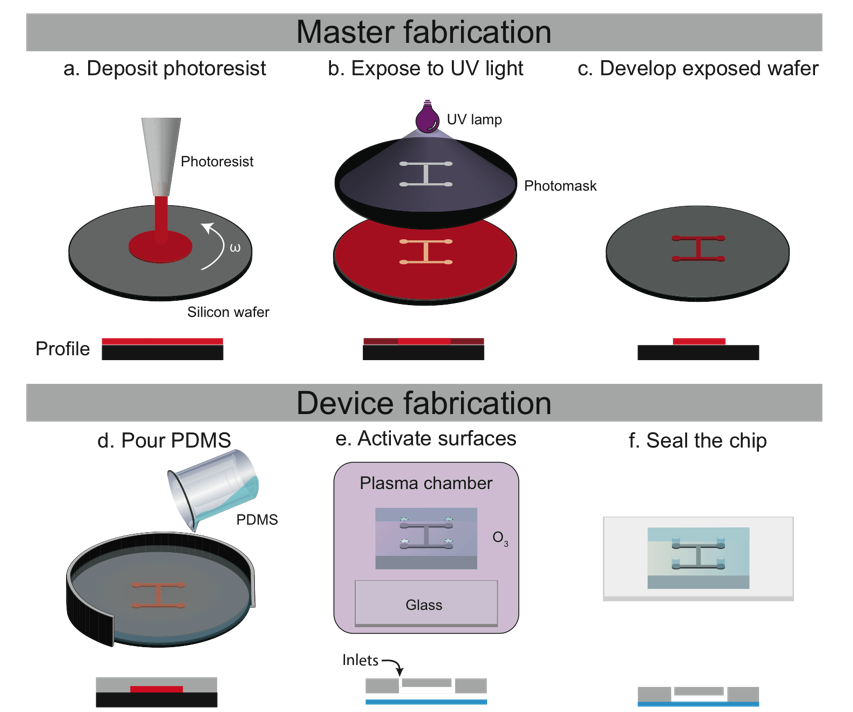 Master fabrication
a. Deposit photoresist
b. Expose to UV light
c. Develop exposed wafer
UV lamp
Photoresist
Photomask
ω
Silicon wafer
Profile
Device fabrication
d. Pour PDMS
e. Activate surfaces
f. Seal the chip
Plasma chamber
PDMS
O3
Glass
Inlets